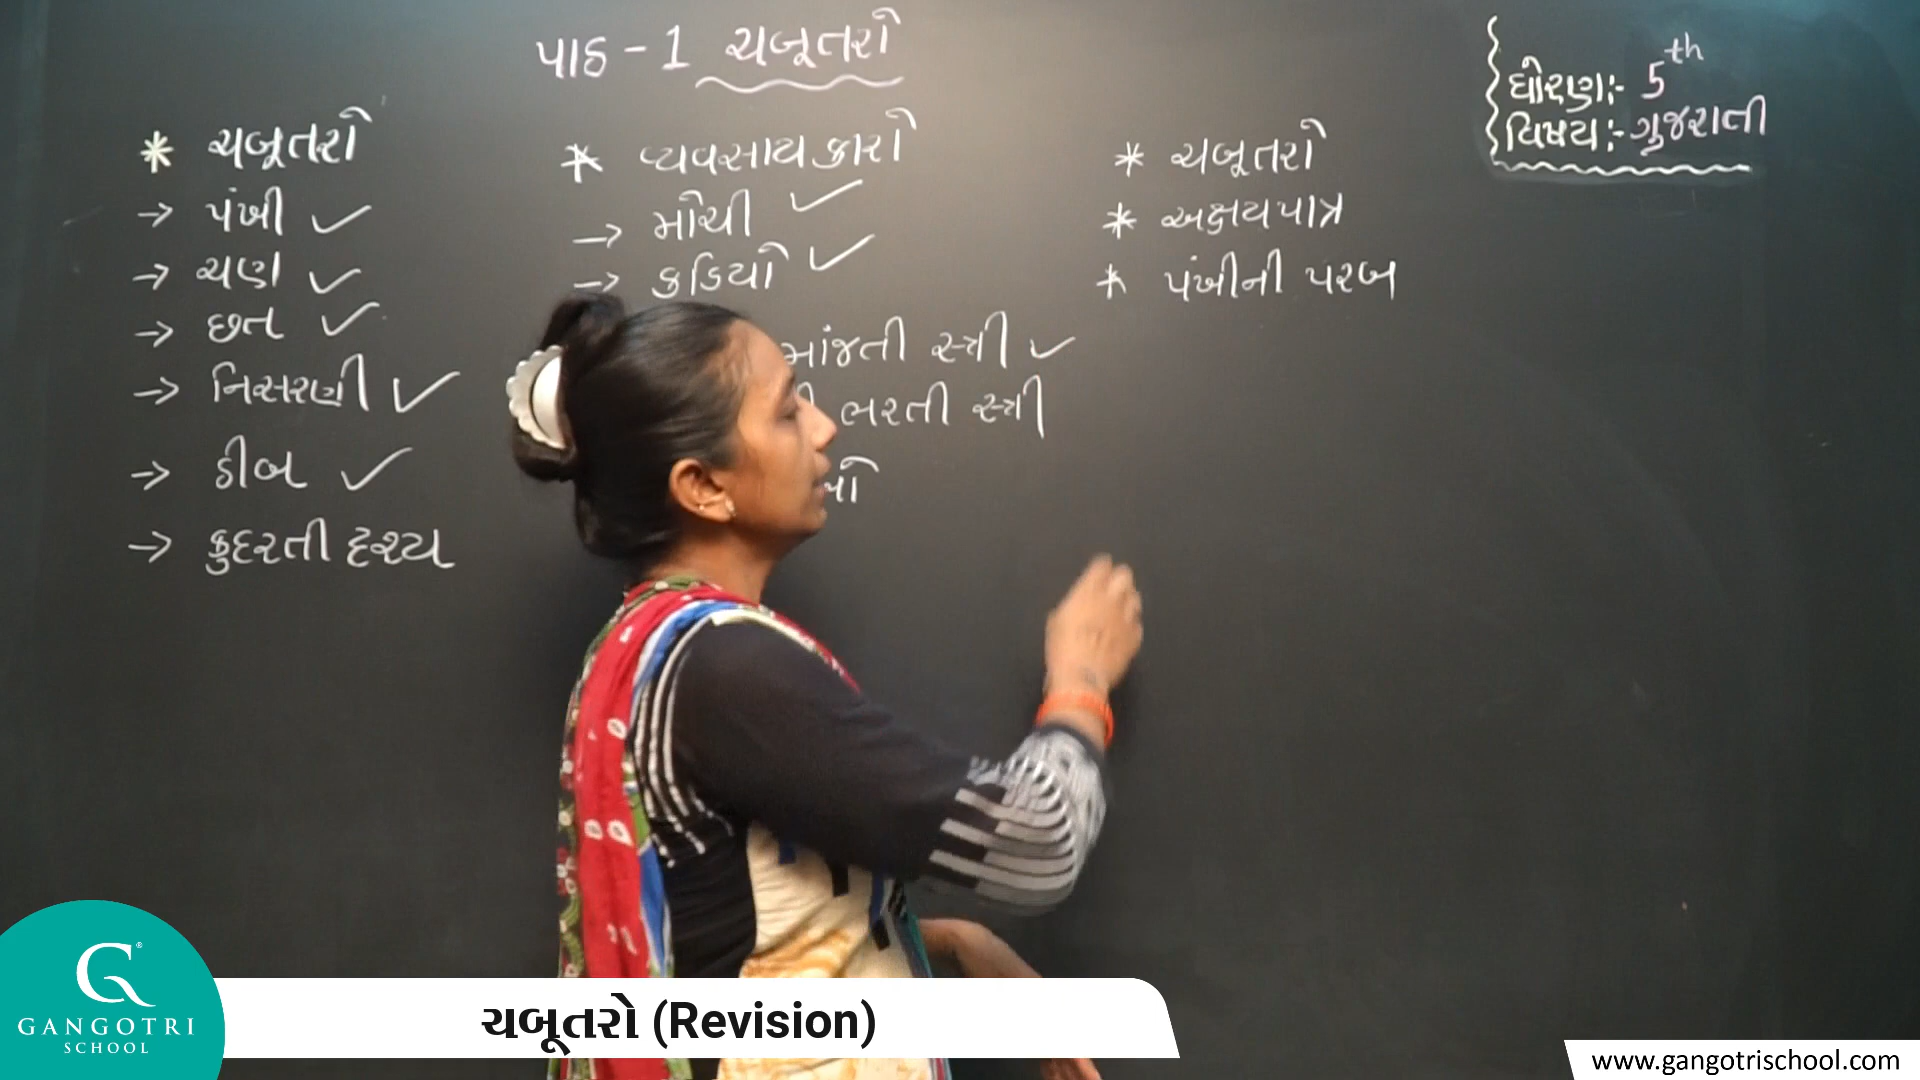 પાઠ - 1 ચબૂતરો
ધોરણ:- 5th
વિષય:- ગુજરાતી
* ચબૂતરો
→ પંખી ✓
→ ચણ ✓
→ છત ✓
→ નિસરણી ✓
→ ડીબ ✓
→ કુદરતી દૃશ્ય
* વ્યવસાયકારો
→ મોચી ✓
→ કડિયો ✓
માંજતી સ્ત્રી ✓
ભરતી સ્ત્રી
* ચબૂતરો
* અક્ષયપાત્ર
* પંખીની પરબ
GANGOTRI
SCHOOL
ચબૂતરો (Revision)
www.gangotrischool.com